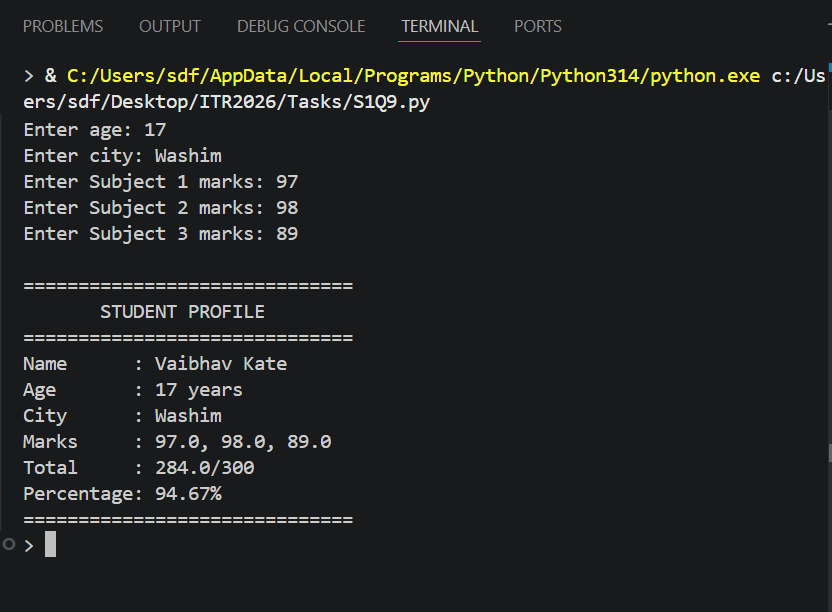 PROBLEMS OUTPUT DEBUG CONSOLE TERMINAL PORTS
> & C:/Users/sdf/AppData/Local/Programs/Python/Python314/python.exe c:/Us
ers/sdf/Desktop/ITR2026/Tasks/S1Q9.py
Enter age: 17
Enter city: Washim
Enter Subject 1 marks: 97
Enter Subject 2 marks: 98
Enter Subject 3 marks: 89
==============================
       STUDENT PROFILE
==============================
Name      : Vaibhav Kate
Age       : 17 years
City      : Washim
Marks     : 97.0, 98.0, 89.0
Total     : 284.0/300
Percentage: 94.67%
==============================
>